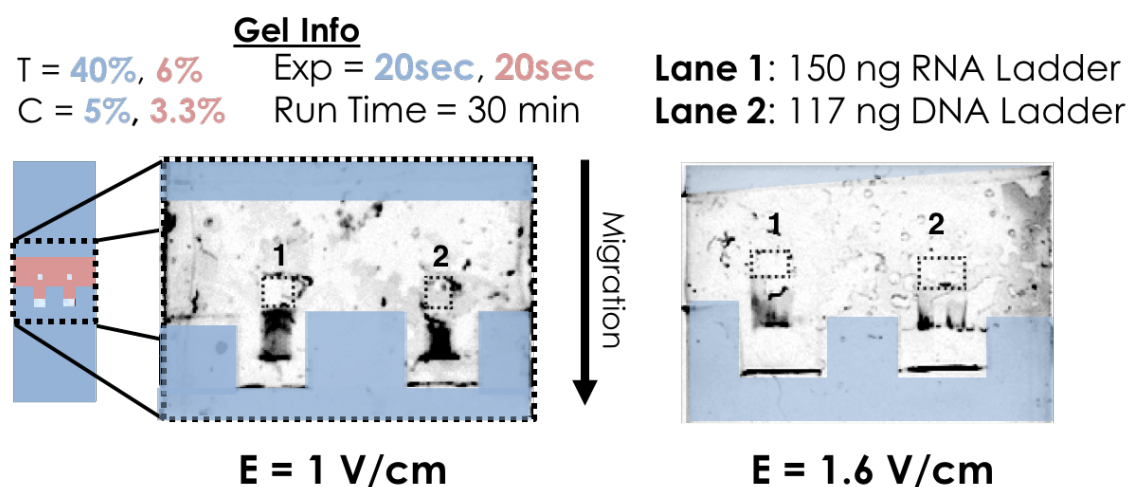 Gel Info
T = 40%, 6%
C = 5%, 3.3%
Exp = 20sec, 20sec
Run Time = 30 min
Lane 1: 150 ng RNA Ladder
Lane 2: 117 ng DNA Ladder
1 2
Migration
1 2
E = 1 V/cm
E = 1.6 V/cm